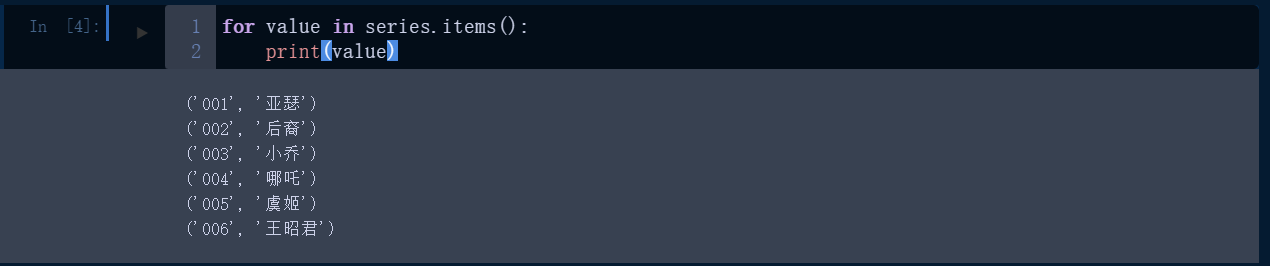 In [4]:
1 for value in series.items():
2     print(value)
('001', '亚瑟')
('002', '后裔')
('003', '小乔')
('004', '哪吒')
('005', '虞姬')
('006', '王昭君')